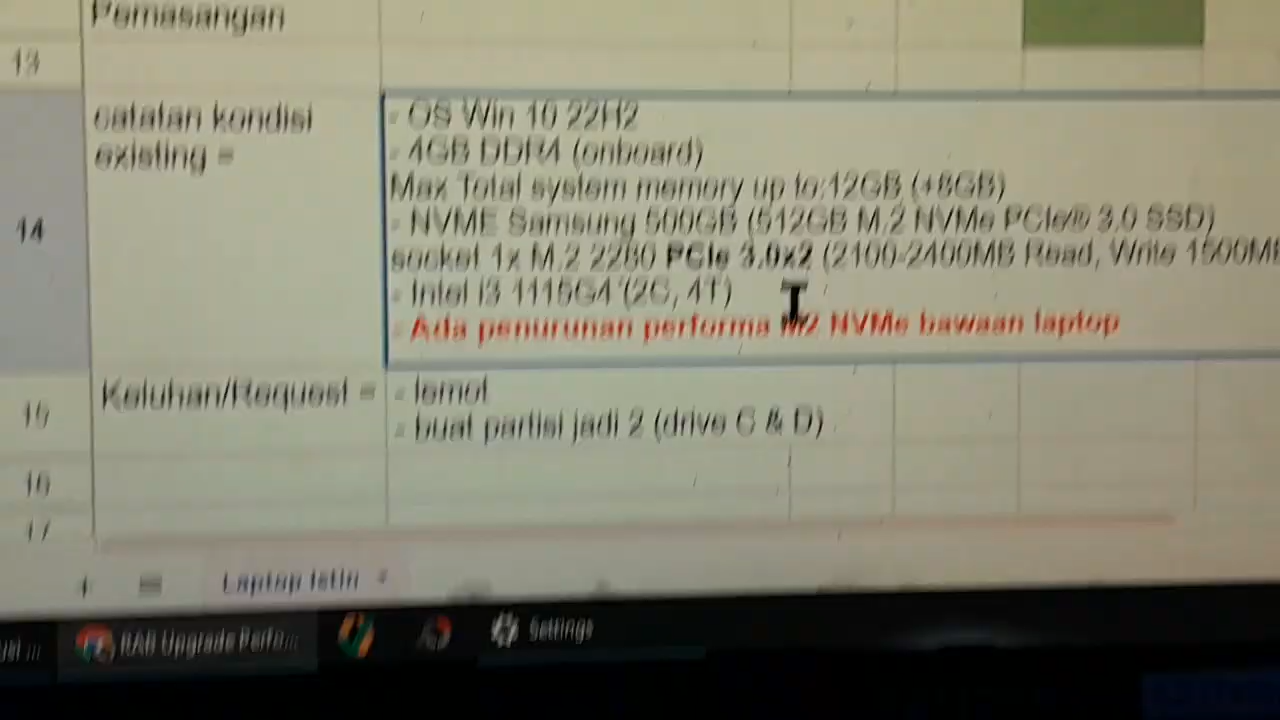 Pemasangan
13
catatan kondisi
existing =
14
- OS Win 10 22H2
- 4GB DDR4 (onboard)
Max Total system memory up to:12GB (+8GB)
- NVME Samsung 500GB (512GB M.2 NVMe PCIe® 3.0 SSD)
socket 1x M.2 2280 PCIe 3.0x2 (2100-2400MB Read, Write 1500MB
- Intel i3 1115G4 (2C, 4T)
- Ada penurunan performa M2 NVMe bawaan laptop
15
Keluhan/Request =
- lemot
- buat partisi jadi 2 (drive C & D)
16
17
Laptop Istin
RAB Upgrade Perfo...
Settings